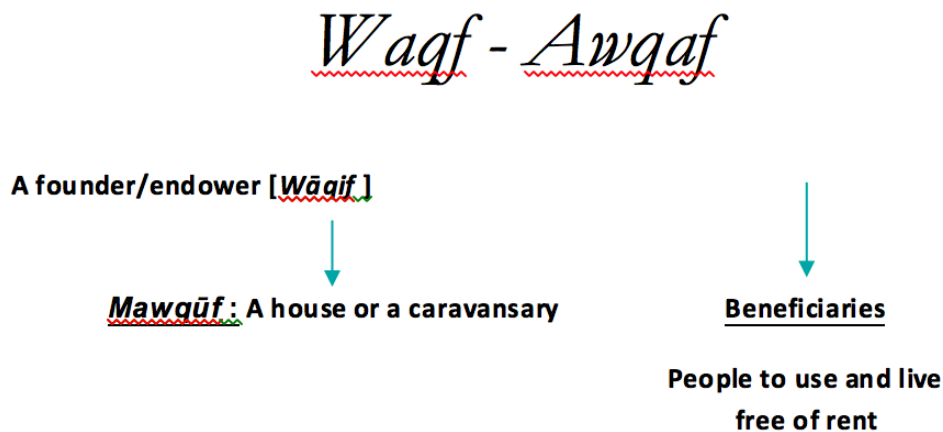 Waqf - Awqaf
A founder/endower [Wāqif ]
Mawqūf : A house or a caravansary
Beneficiaries
People to use and live
free of rent